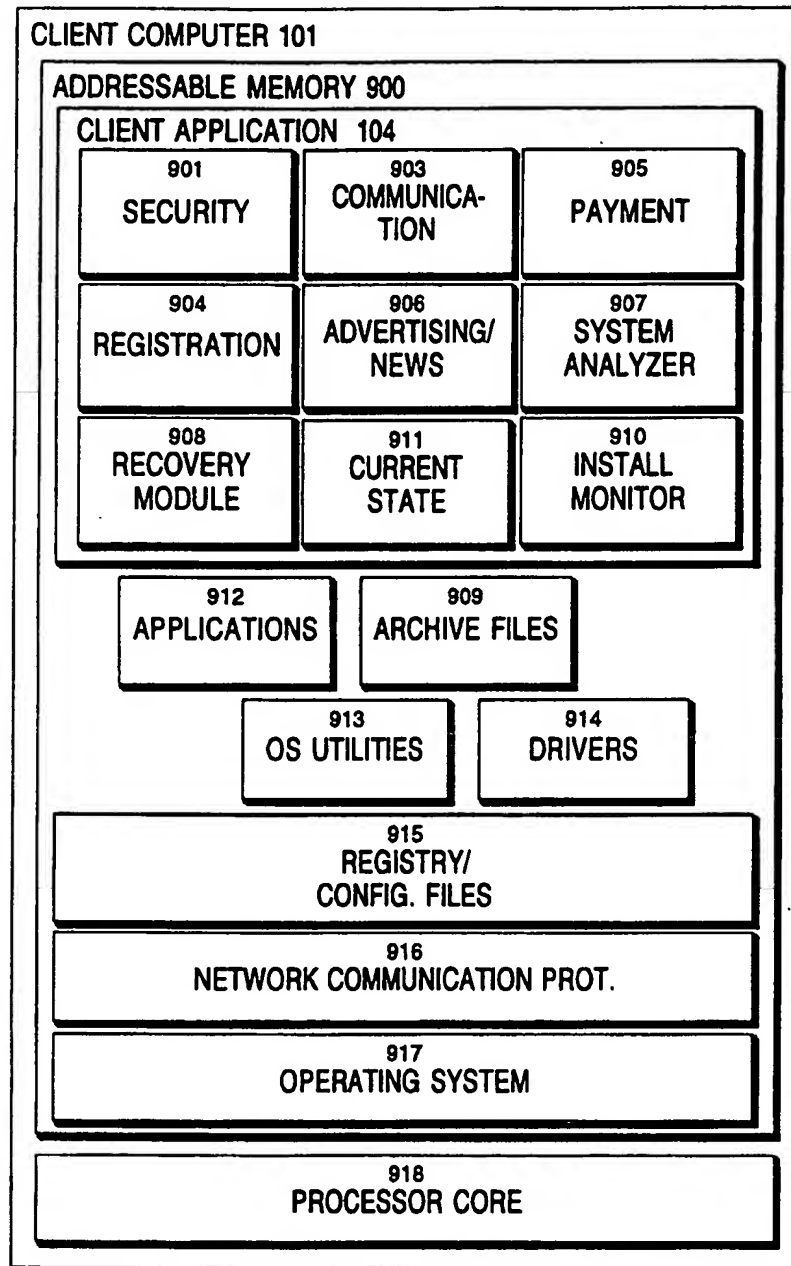 CLIENT COMPUTER 101
ADDRESSABLE MEMORY 900
CLIENT APPLICATION 104
901
SECURITY
903
COMMUNICA-
TION
905
PAYMENT
904
REGISTRATION
906
ADVERTISING/
NEWS
907
SYSTEM
ANALYZER
908
RECOVERY
MODULE
911
CURRENT
STATE
910
INSTALL
MONITOR
912
APPLICATIONS
909
ARCHIVE FILES
913
OS UTILITIES
914
DRIVERS
915
REGISTRY/
CONFIG. FILES
916
NETWORK COMMUNICATION PROT.
917
OPERATING SYSTEM
918
PROCESSOR CORE